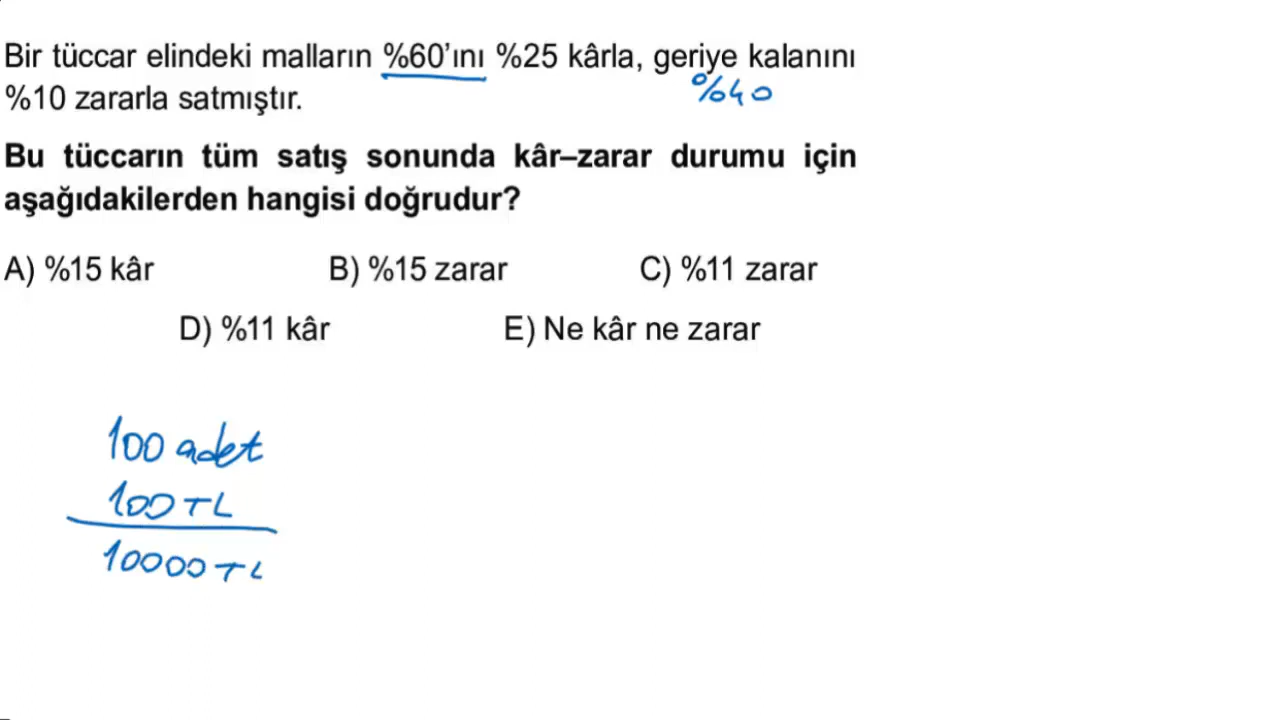 Bir tüccar elindeki malların %60’ını %25 kârla, geriye kalanını
%40
%10 zararla satmıştır.
Bu tüccarın tüm satış sonunda kâr–zarar durumu için
aşağıdakilerden hangisi doğrudur?
A) %15 kâr B) %15 zarar C) %11 zarar
D) %11 kâr E) Ne kâr ne zarar
100 adet
100 TL
10000 TL